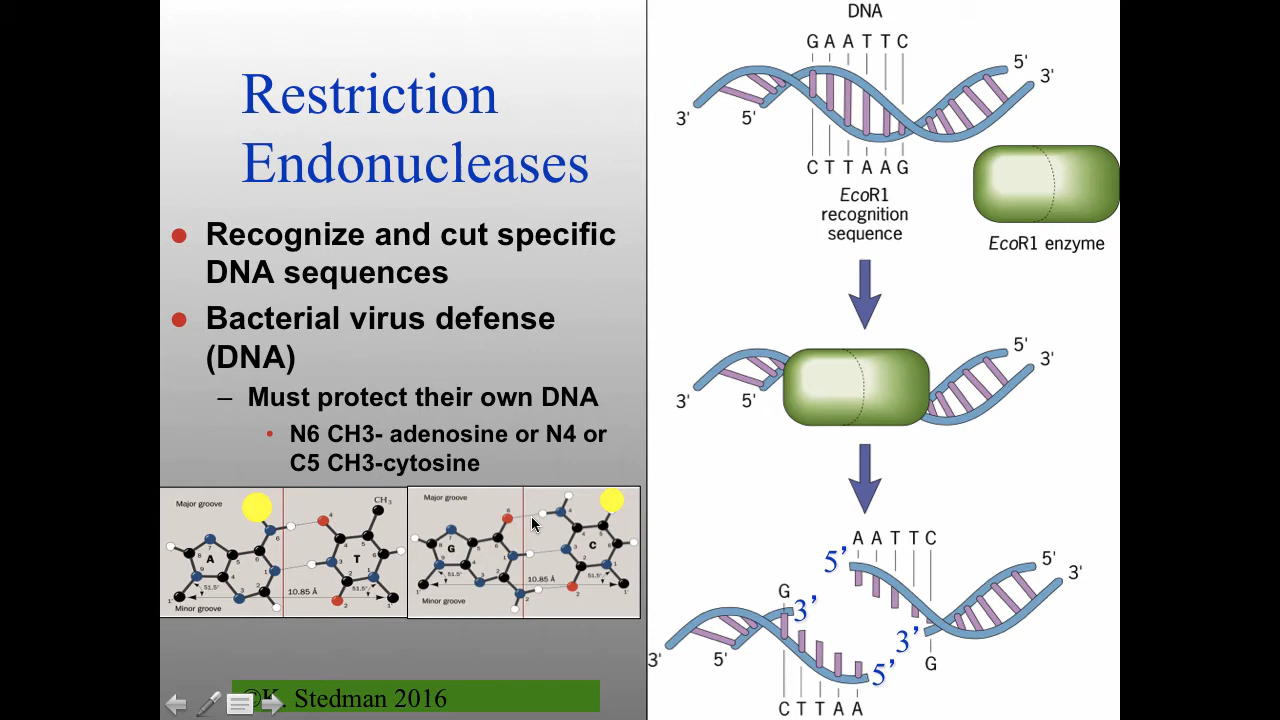 Restriction
Endonucleases
Recognize and cut specific
DNA sequences
Bacterial virus defense
(DNA)
– Must protect their own DNA
N6 CH3- adenosine or N4 or
C5 CH3-cytosine
Major groove
CH3
A
T
51.5°
51.5°
10.85 Å
Minor groove
Major groove
G
C
51.5°
51.5°
10.85 Å
Minor groove
©K. Stedman 2016
DNA
G A A T T C
5'
3'
3'
5'
C T T A A G
EcoR1
recognition
sequence
EcoR1 enzyme
5'
3'
3'
5'
A A T T C
5’
5'
3'
G
3’
3’
G
3'
5'
5’
C T T A A